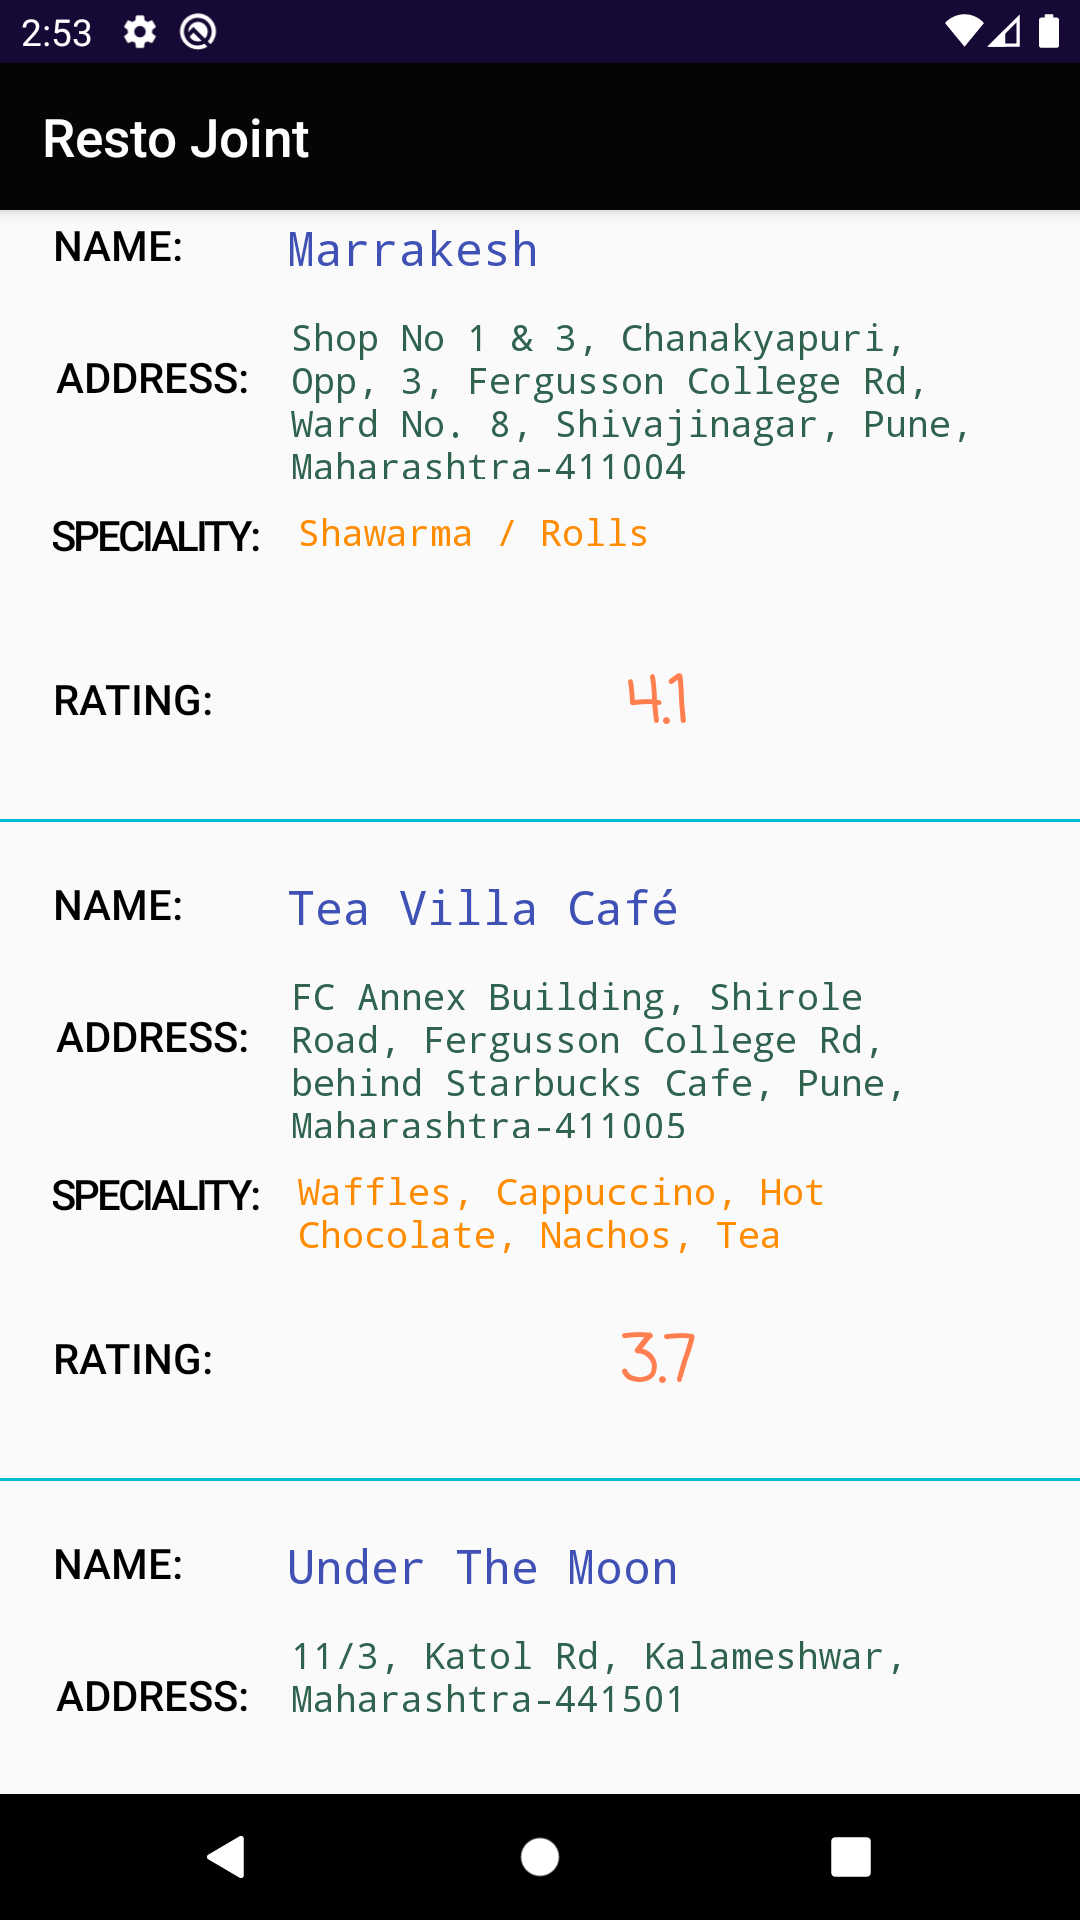 2:53
Resto Joint
NAME: Marrakesh
ADDRESS: Shop No 1 & 3, Chanakyapuri,
Opp, 3, Fergusson College Rd,
Ward No. 8, Shivajinagar, Pune,
Maharashtra-411004
SPECIALITY: Shawarma / Rolls
RATING: 4.1
NAME: Tea Villa Café
ADDRESS: FC Annex Building, Shirole
Road, Fergusson College Rd,
behind Starbucks Cafe, Pune,
Maharashtra-411005
SPECIALITY: Waffles, Cappuccino, Hot
Chocolate, Nachos, Tea
RATING: 3.7
NAME: Under The Moon
ADDRESS: 11/3, Katol Rd, Kalameshwar,
Maharashtra-441501